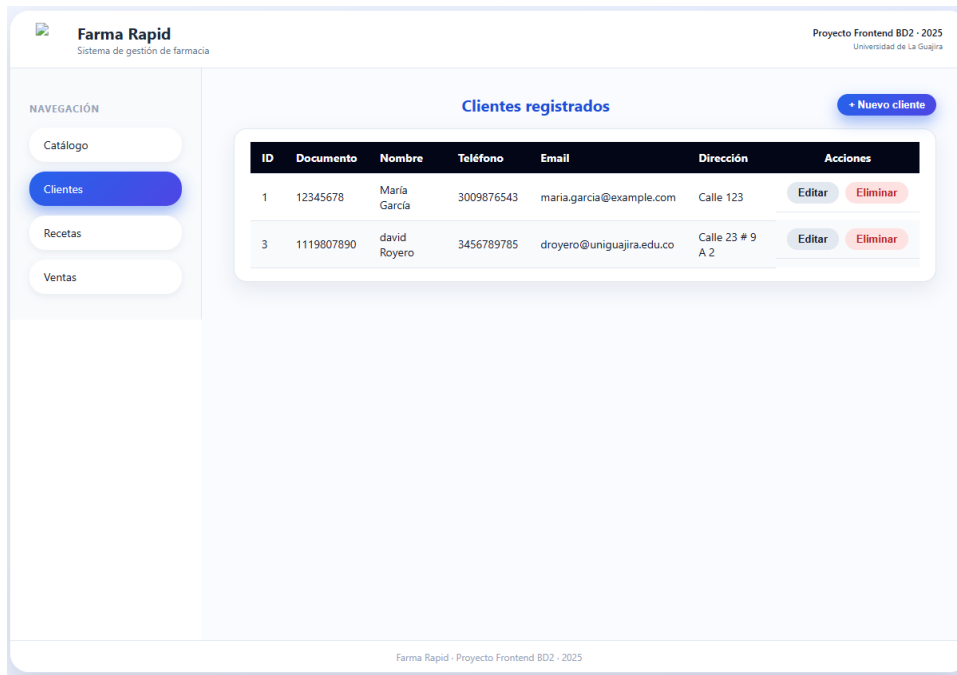 Farma Rapid
Sistema de gestión de farmacia
Proyecto Frontend BD2 · 2025
Universidad de La Guajira
NAVEGACIÓN
Catálogo
Clientes
Recetas
Ventas
Clientes registrados
+ Nuevo cliente
ID Documento Nombre Teléfono Email Dirección Acciones
1 12345678 María García 3009876543 maria.garcia@example.com Calle 123 Editar Eliminar
3 1119807890 david Royero 3456789785 droyero@uniguajira.edu.co Calle 23 # 9 A 2 Editar Eliminar
Farma Rapid · Proyecto Frontend BD2 · 2025